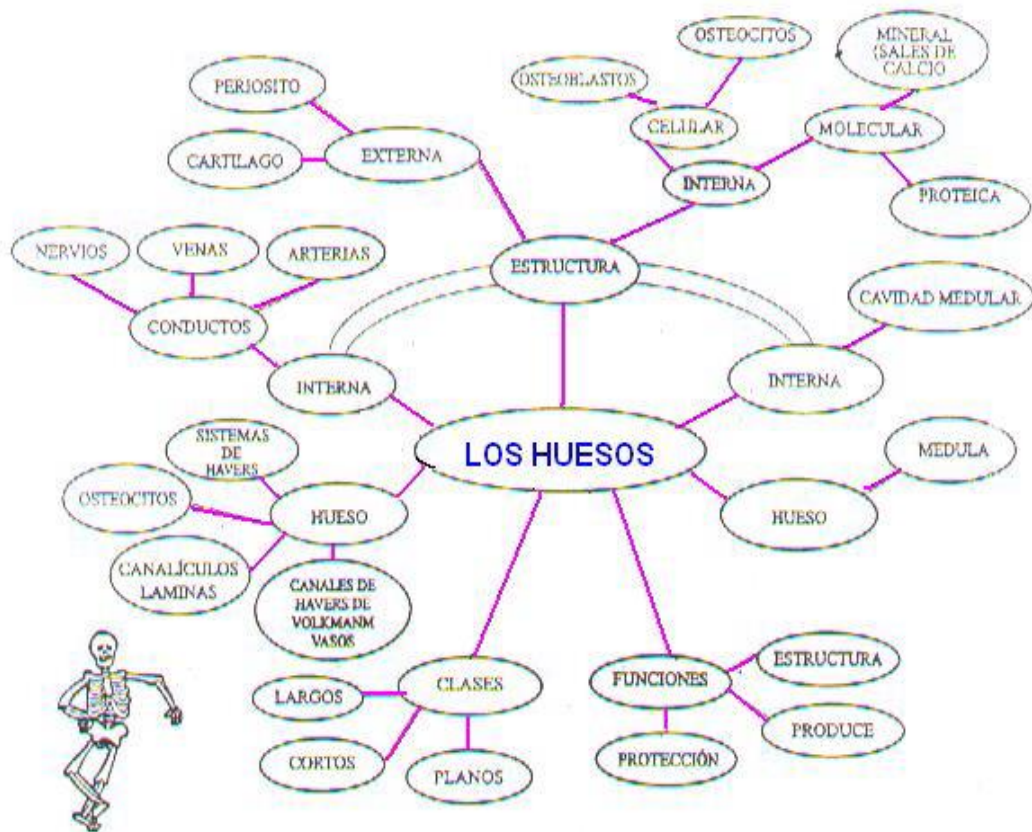 OSTEOCITOS
MINERAL
(SALES DE
CALCIO
PERIOSITO
OSTEOBLASTOS
CELULAR
MOLECULAR
CARTILAGO
EXTERNA
INTERNA
PROTEICA
NERVIOS
VENAS
ARTERIAS
ESTRUCTURA
CAVIDAD MEDULAR
CONDUCTOS
INTERNA
INTERNA
SISTEMAS
DE
HAVERS
LOS HUESOS
MEDULA
OSTEOCITOS
HUESO
HUESO
CANALÍCULOS
LAMINAS
CANALES DE
HAVERS DE
VOLKMANM
VASOS
LARGOS
CLASES
FUNCIONES
ESTRUCTURA
CORTOS
PLANOS
PROTECCIÓN
PRODUCE